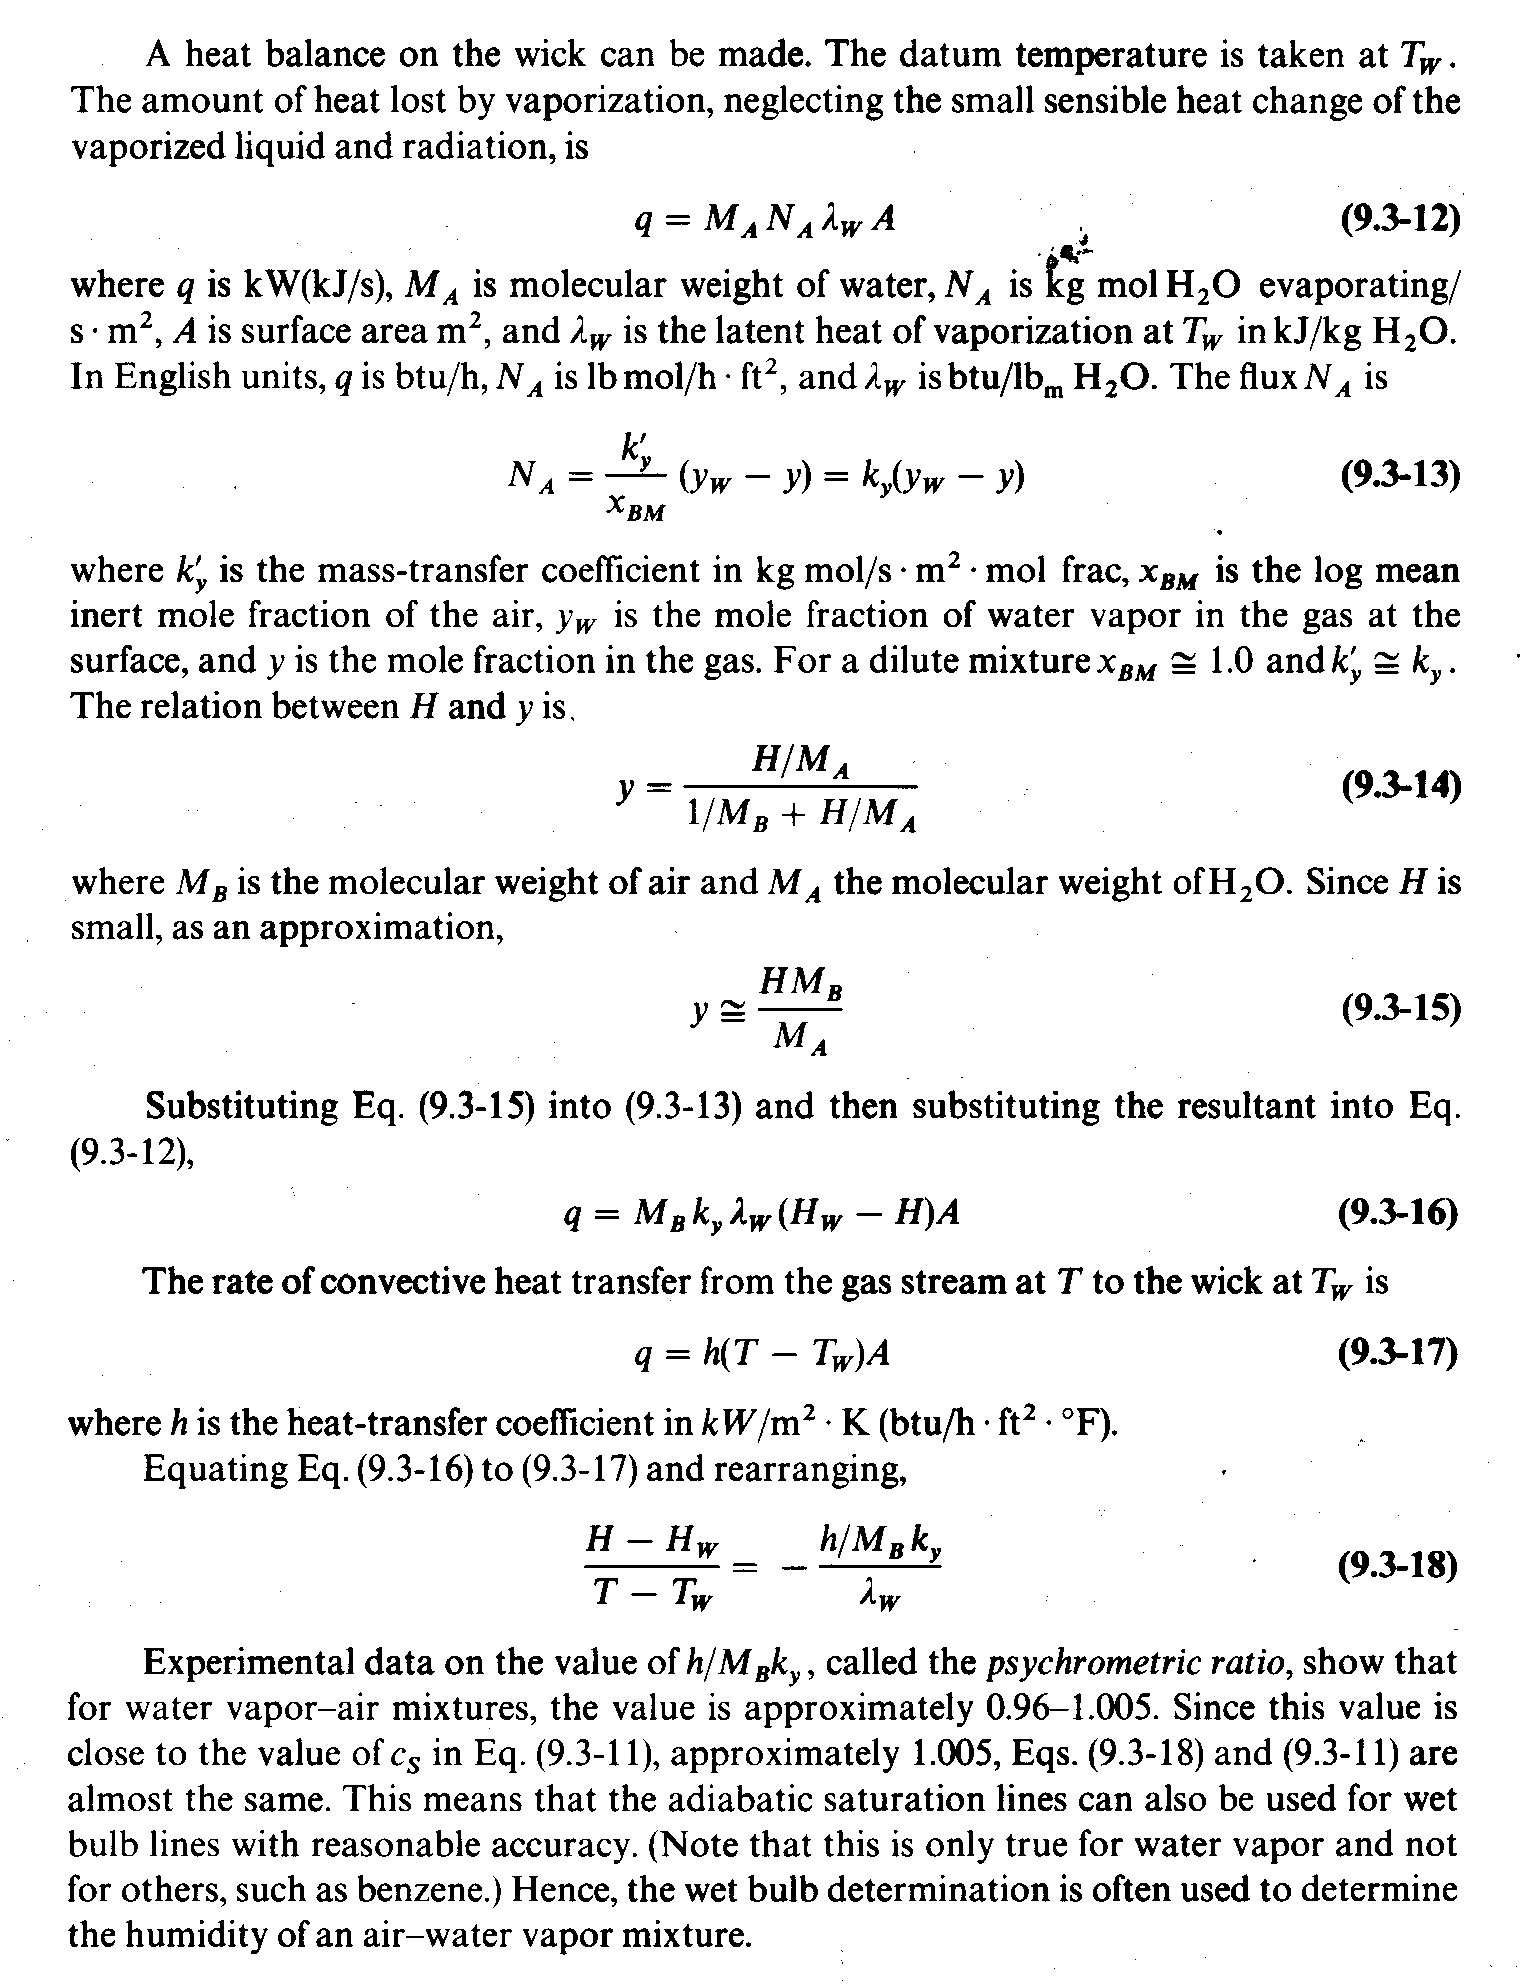 A heat balance on the wick can be made. The datum temperature is taken at T_W.
The amount of heat lost by vaporization, neglecting the small sensible heat change of the
vaporized liquid and radiation, is
q = M_A N_A λ_W A (9.3-12)
where q is kW(kJ/s), M_A is molecular weight of water, N_A is kg mol H₂O evaporating/
s · m², A is surface area m², and λ_W is the latent heat of vaporization at T_W in kJ/kg H₂O.
In English units, q is btu/h, N_A is lb mol/h · ft², and λ_W is btu/lb_m H₂O. The flux N_A is
N_A = k'_y / x_BM (y_W − y) = k_y(y_W − y) (9.3-13)
where k'_y is the mass-transfer coefficient in kg mol/s · m² · mol frac, x_BM is the log mean
inert mole fraction of the air, y_W is the mole fraction of water vapor in the gas at the
surface, and y is the mole fraction in the gas. For a dilute mixture x_BM ≅ 1.0 and k'_y ≅ k_y.
The relation between H and y is.
y = (H/M_A) / (1/M_B + H/M_A) (9.3-14)
where M_B is the molecular weight of air and M_A the molecular weight of H₂O. Since H is
small, as an approximation,
y ≅ HM_B / M_A (9.3-15)
Substituting Eq. (9.3-15) into (9.3-13) and then substituting the resultant into Eq.
(9.3-12),
q = M_B k_y λ_W (H_W − H)A (9.3-16)
The rate of convective heat transfer from the gas stream at T to the wick at T_W is
q = h(T − T_W)A (9.3-17)
where h is the heat-transfer coefficient in kW/m² · K (btu/h · ft² · °F).
Equating Eq. (9.3-16) to (9.3-17) and rearranging,
(H − H_W) / (T − T_W) = − (h/M_B k_y) / λ_W (9.3-18)
Experimental data on the value of h/M_B k_y, called the psychrometric ratio, show that
for water vapor–air mixtures, the value is approximately 0.96–1.005. Since this value is
close to the value of c_S in Eq. (9.3-11), approximately 1.005, Eqs. (9.3-18) and (9.3-11) are
almost the same. This means that the adiabatic saturation lines can also be used for wet
bulb lines with reasonable accuracy. (Note that this is only true for water vapor and not
for others, such as benzene.) Hence, the wet bulb determination is often used to determine
the humidity of an air–water vapor mixture.